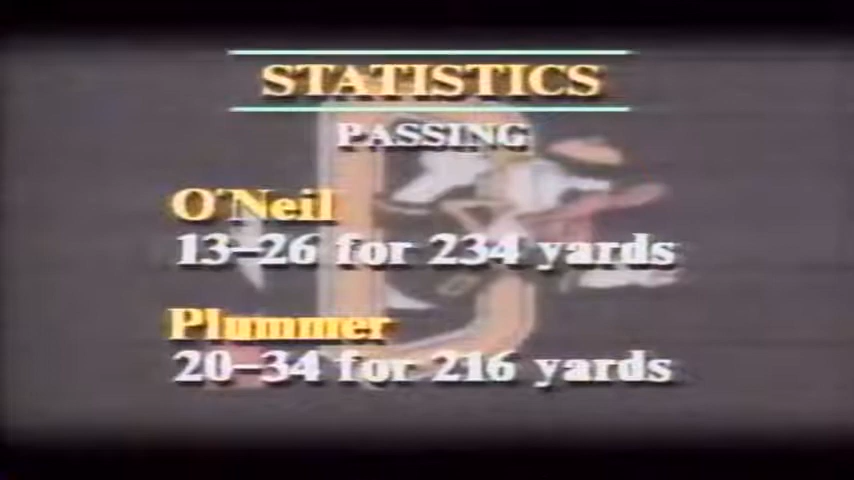 STATISTICS
PASSING
O'Neil
13-26 for 234 yards
Plummer
20-34 for 216 yards